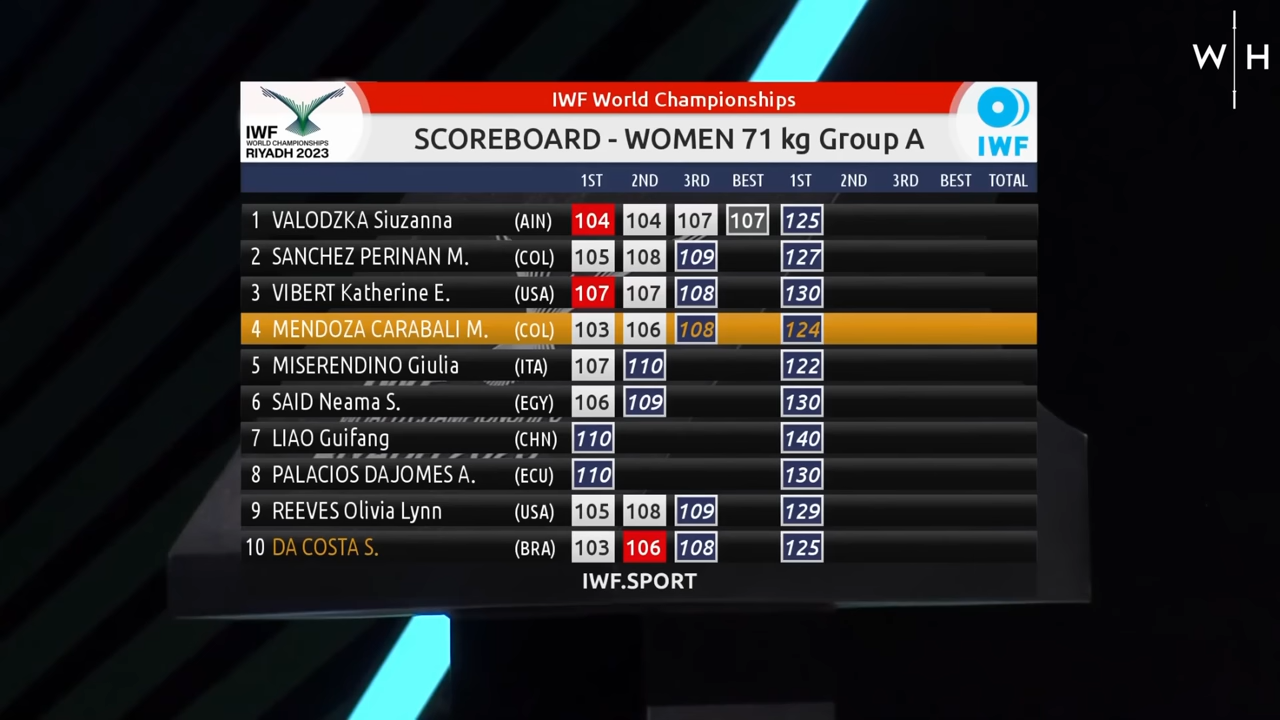 W H
IWF World Championships
IWF
WORLD CHAMPIONSHIPS
RIYADH 2023
SCOREBOARD - WOMEN 71 kg Group A
IWF
1ST 2ND 3RD BEST 1ST 2ND 3RD BEST TOTAL
1 VALODZKA Siuzanna (AIN) 104 104 107 107 125
2 SANCHEZ PERINAN M. (COL) 105 108 109 127
3 VIBERT Katherine E. (USA) 107 107 108 130
4 MENDOZA CARABALI M. (COL) 103 106 108 124
5 MISERENDINO Giulia (ITA) 107 110 122
6 SAID Neama S. (EGY) 106 109 130
7 LIAO Guifang (CHN) 110 140
8 PALACIOS DAJOMES A. (ECU) 110 130
9 REEVES Olivia Lynn (USA) 105 108 109 129
10 DA COSTA S. (BRA) 103 106 108 125
IWF.SPORT